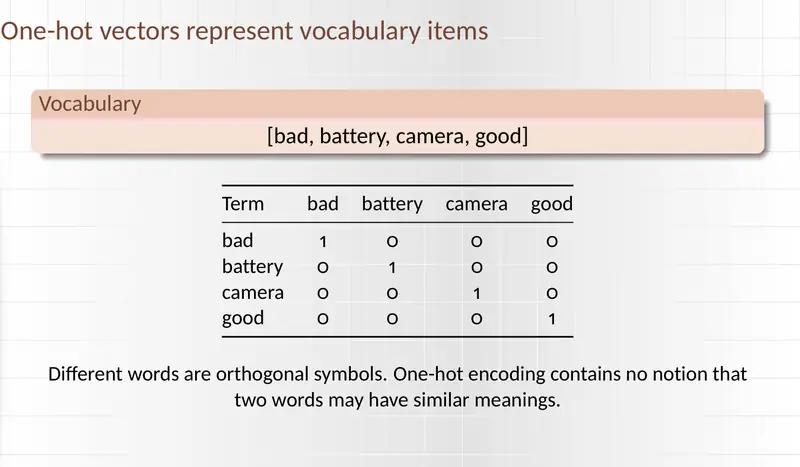 One-hot vectors represent vocabulary items
Vocabulary
[bad, battery, camera, good]
Term bad battery camera good
bad 1 0 0 0
battery 0 1 0 0
camera 0 0 1 0
good 0 0 0 1
Different words are orthogonal symbols. One-hot encoding contains no notion that
two words may have similar meanings.